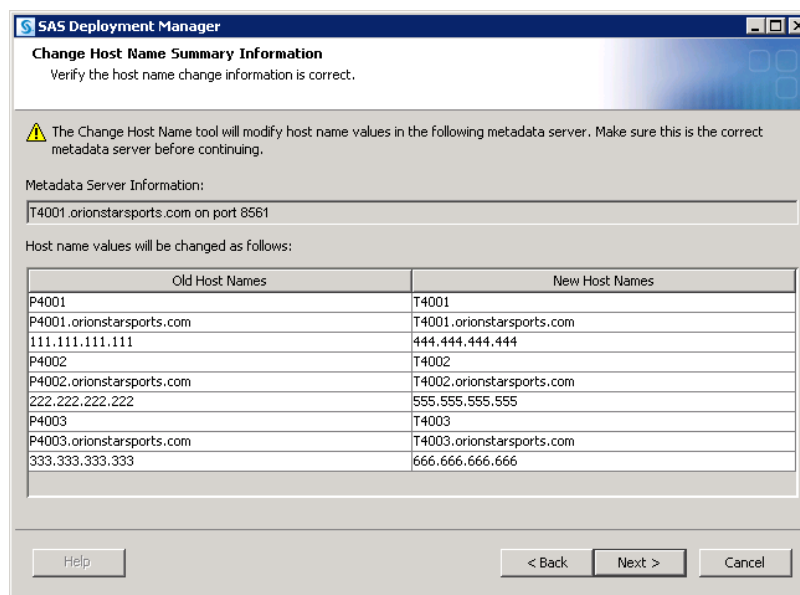 SAS Deployment Manager
Change Host Name Summary Information
Verify the host name change information is correct.
The Change Host Name tool will modify host name values in the following metadata server. Make sure this is the correct
metadata server before continuing.
Metadata Server Information:
T4001.orionstarsports.com on port 8561
Host name values will be changed as follows:
Old Host Names New Host Names
P4001 T4001
P4001.orionstarsports.com T4001.orionstarsports.com
111.111.111.111 444.444.444.444
P4002 T4002
P4002.orionstarsports.com T4002.orionstarsports.com
222.222.222.222 555.555.555.555
P4003 T4003
P4003.orionstarsports.com T4003.orionstarsports.com
333.333.333.333 666.666.666.666
Help < Back Next > Cancel